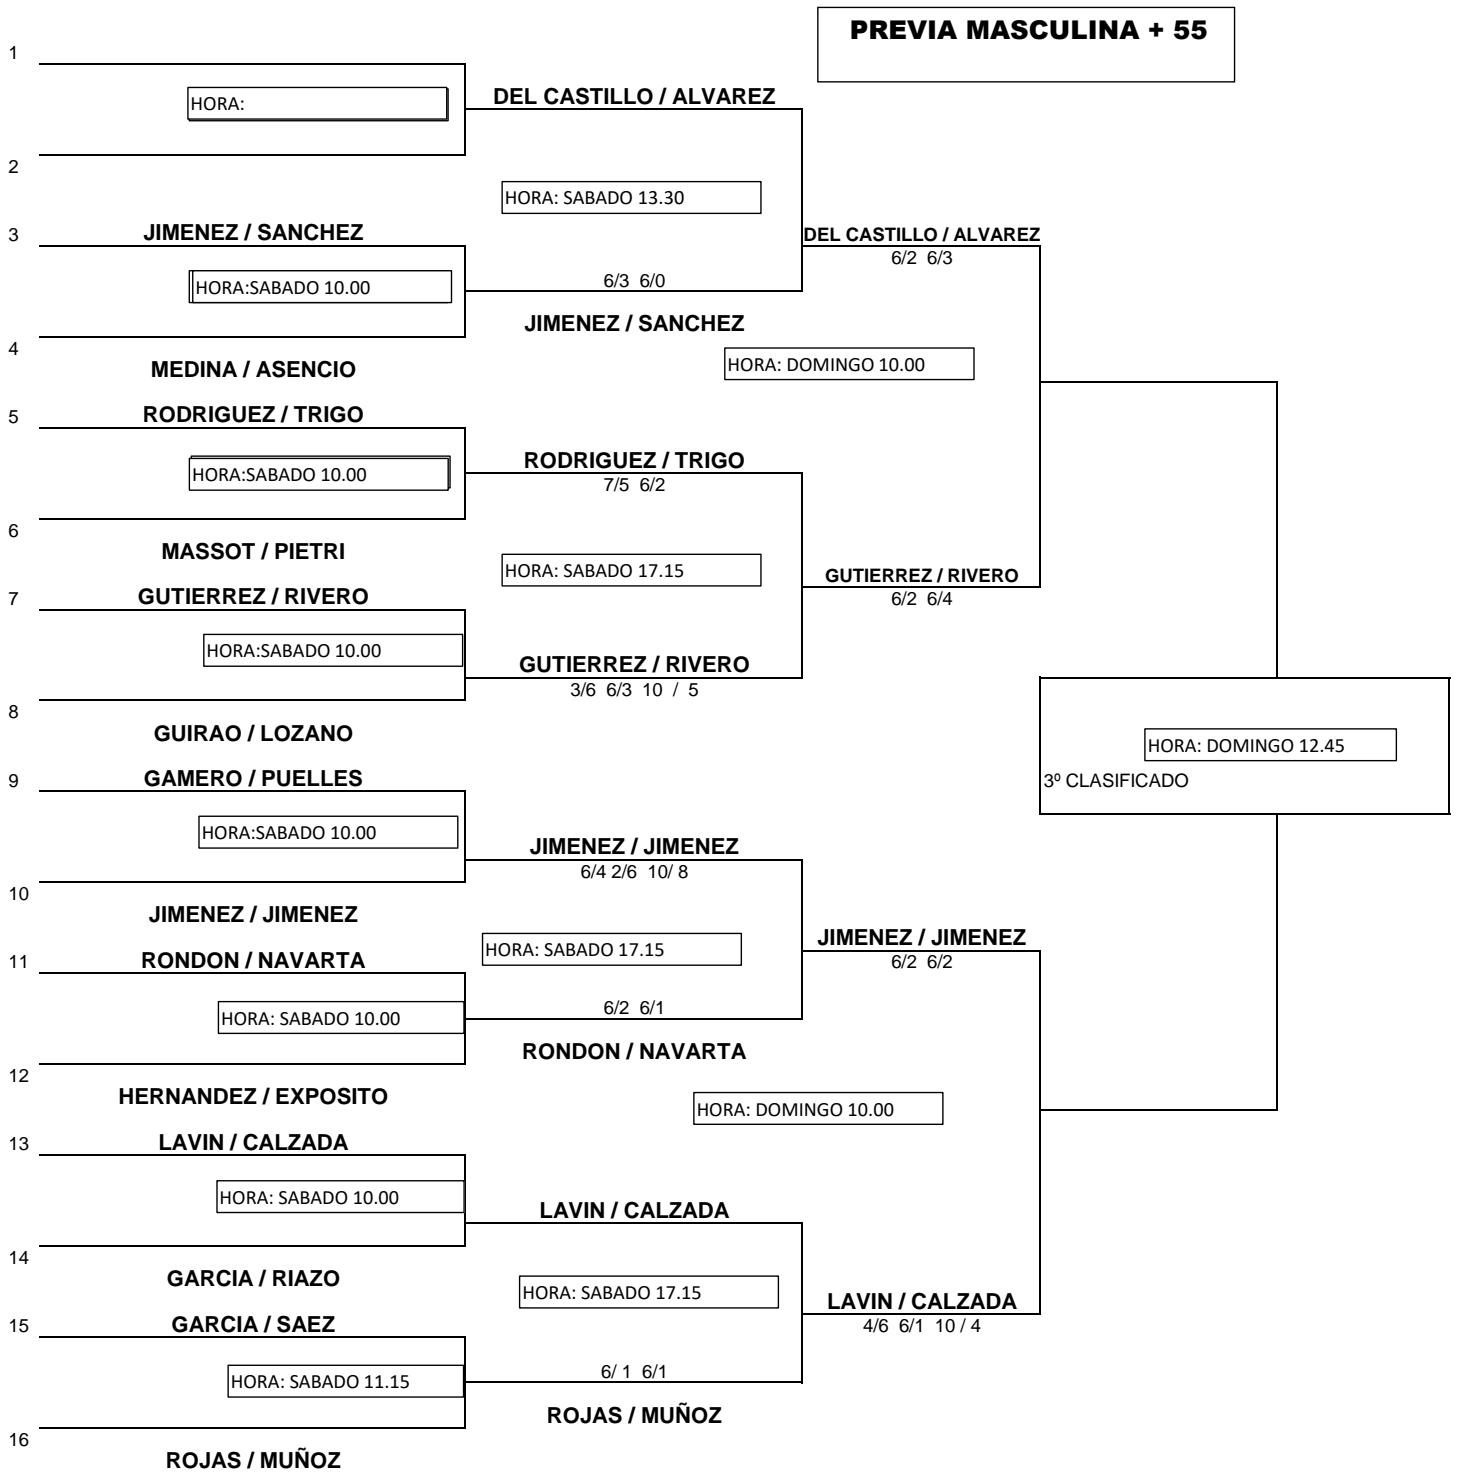 PREVIA MASCULINA + 55
1
HORA:
DEL CASTILLO / ALVAREZ
2
HORA: SABADO 13.30
3
JIMENEZ / SANCHEZ
DEL CASTILLO / ALVAREZ
6/2 6/3
HORA:SABADO 10.00
6/3 6/0
JIMENEZ / SANCHEZ
4
MEDINA / ASENCIO
HORA: DOMINGO 10.00
5
RODRIGUEZ / TRIGO
HORA:SABADO 10.00
RODRIGUEZ / TRIGO
7/5 6/2
6
MASSOT / PIETRI
HORA: SABADO 17.15
GUTIERREZ / RIVERO
6/2 6/4
7
GUTIERREZ / RIVERO
HORA:SABADO 10.00
GUTIERREZ / RIVERO
3/6 6/3 10 / 5
8
GUIRAO / LOZANO
HORA: DOMINGO 12.45
3º CLASIFICADO
9
GAMERO / PUELLES
HORA:SABADO 10.00
JIMENEZ / JIMENEZ
6/4 2/6 10/ 8
10
JIMENEZ / JIMENEZ
HORA: SABADO 17.15
JIMENEZ / JIMENEZ
6/2 6/2
11
RONDON / NAVARTA
HORA: SABADO 10.00
6/2 6/1
RONDON / NAVARTA
12
HERNANDEZ / EXPOSITO
HORA: DOMINGO 10.00
13
LAVIN / CALZADA
HORA: SABADO 10.00
LAVIN / CALZADA
14
GARCIA / RIAZO
HORA: SABADO 17.15
LAVIN / CALZADA
4/6 6/1 10 / 4
15
GARCIA / SAEZ
HORA: SABADO 11.15
6/ 1 6/1
ROJAS / MUÑOZ
16
ROJAS / MUÑOZ